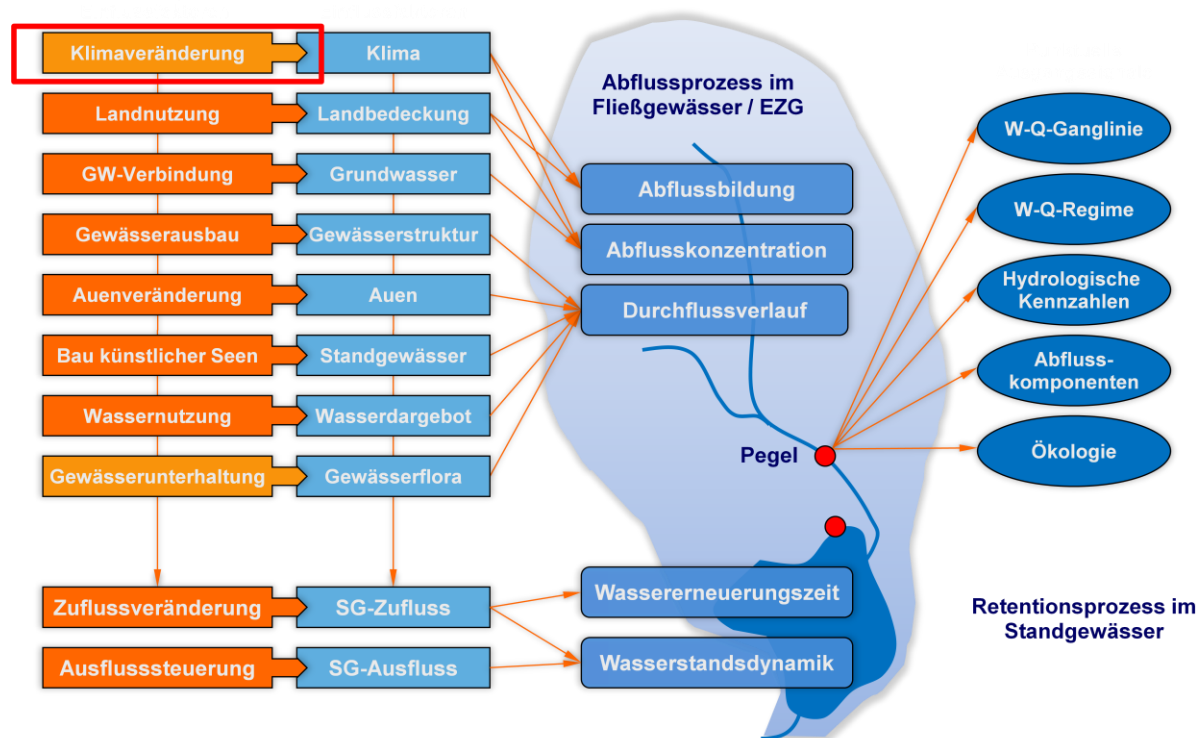 Klimaveränderung
Klima
Landnutzung
Landbedeckung
GW-Verbindung
Grundwasser
Gewässerausbau
Gewässerstruktur
Auenveränderung
Auen
Bau künstlicher Seen
Standgewässer
Wassernutzung
Wasserdargebot
Gewässerunterhaltung
Gewässerflora
Zuflussveränderung
SG-Zufluss
Ausflusssteuerung
SG-Ausfluss
Abflussprozess im
Fließgewässer / EZG
Abflussbildung
Abflusskonzentration
Durchflussverlauf
Pegel
Wassererneuerungszeit
Wasserstandsdynamik
W-Q-Ganglinie
W-Q-Regime
Hydrologische
Kennzahlen
Abfluss-
komponenten
Ökologie
Retentionsprozess im
Standgewässer